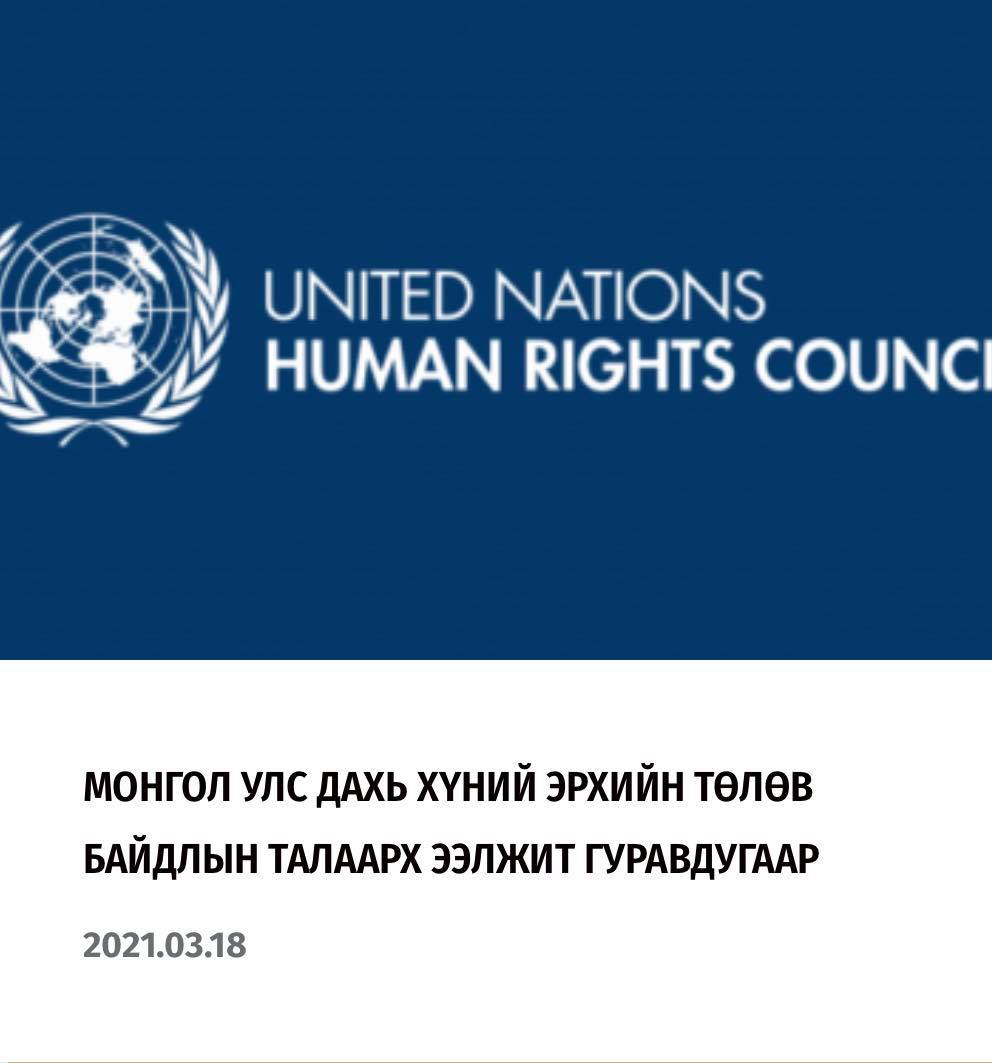 UNITED NATIONS
HUMAN RIGHTS COUNCI
МОНГОЛ УЛС ДАХЬ ХҮНИЙ ЭРХИЙН ТӨЛӨВ
БАЙДЛЫН ТАЛААРХ ЭЭЛЖИТ ГУРАВДУГААР
2021.03.18